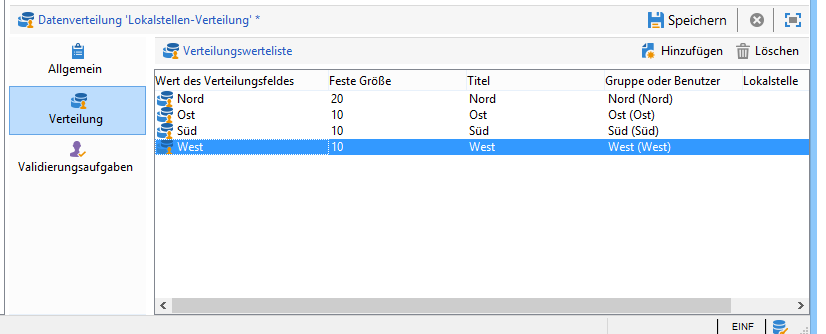 Datenverteilung 'Lokalstellen-Verteilung' *
Speichern
Allgemein
Verteilung
Validierungsaufgaben
Verteilungswerteliste
Hinzufügen
Löschen
Wert des Verteilungsfeldes Feste Größe Titel Gruppe oder Benutzer Lokalstelle
Nord 20 Nord Nord (Nord)
Ost 10 Ost Ost (Ost)
Süd 10 Süd Süd (Süd)
West 10 West West (West)
EINF